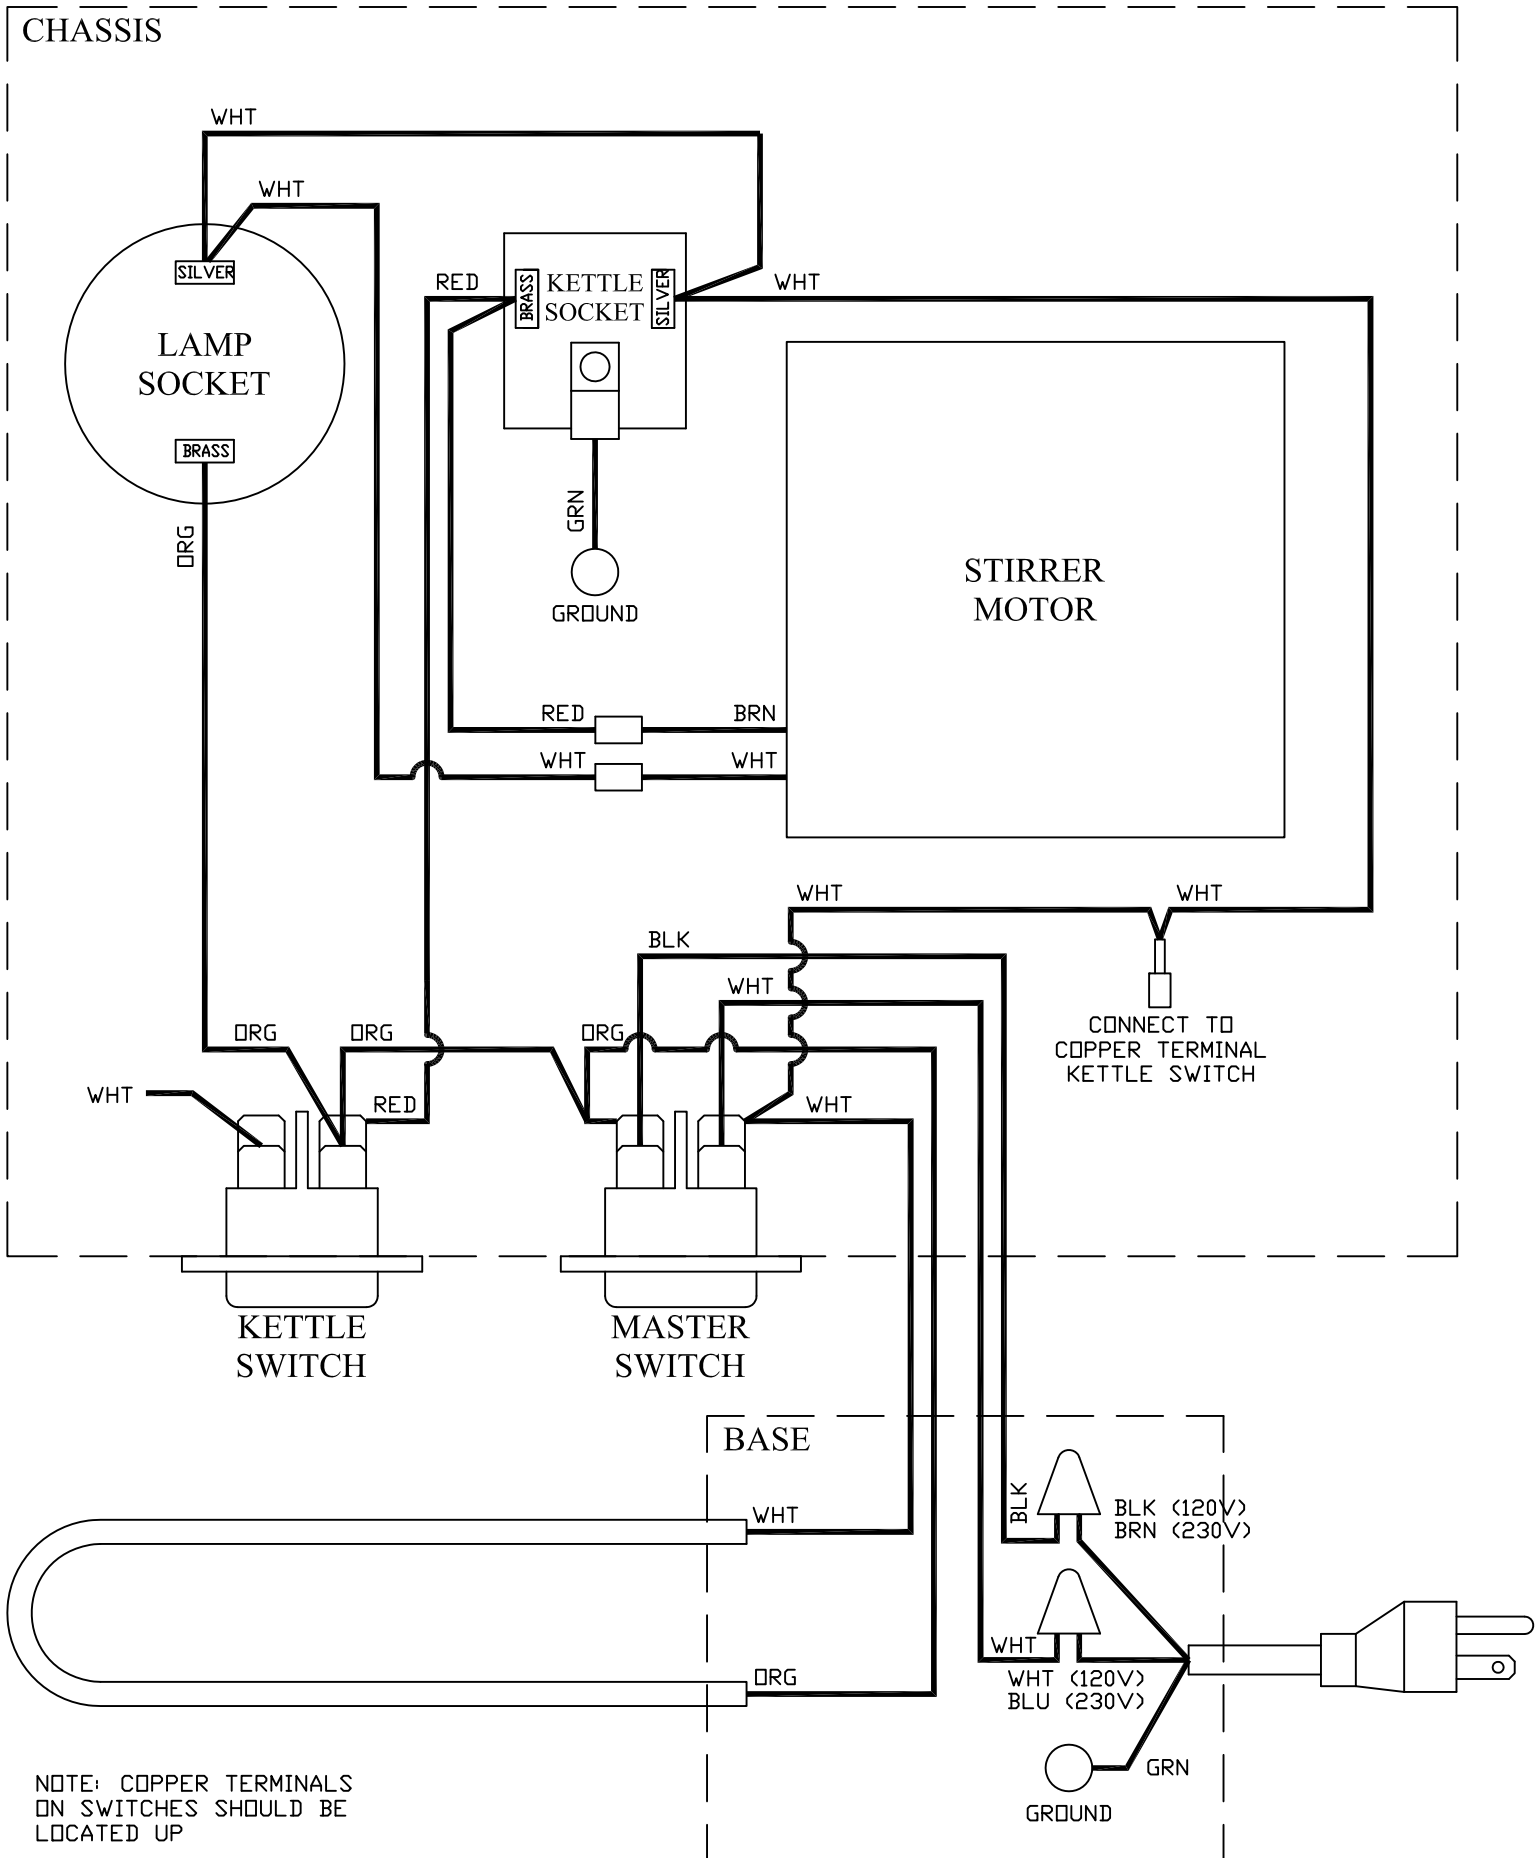 CHASSIS
WHT
WHT
SILVER
LAMP
SOCKET
BRASS
ORG
RED
BRASS
KETTLE
SOCKET
SILVER
WHT
GRN
GROUND
STIRRER
MOTOR
RED
BRN
WHT
WHT
WHT
WHT
BLK
WHT
CONNECT TO
COPPER TERMINAL
KETTLE SWITCH
ORG
ORG
ORG
WHT
RED
WHT
KETTLE
SWITCH
MASTER
SWITCH
BASE
WHT
BLK
BLK (120V)
BRN (230V)
WHT
WHT (120V)
BLU (230V)
ORG
GRN
GROUND
NOTE: COPPER TERMINALS
ON SWITCHES SHOULD BE
LOCATED UP